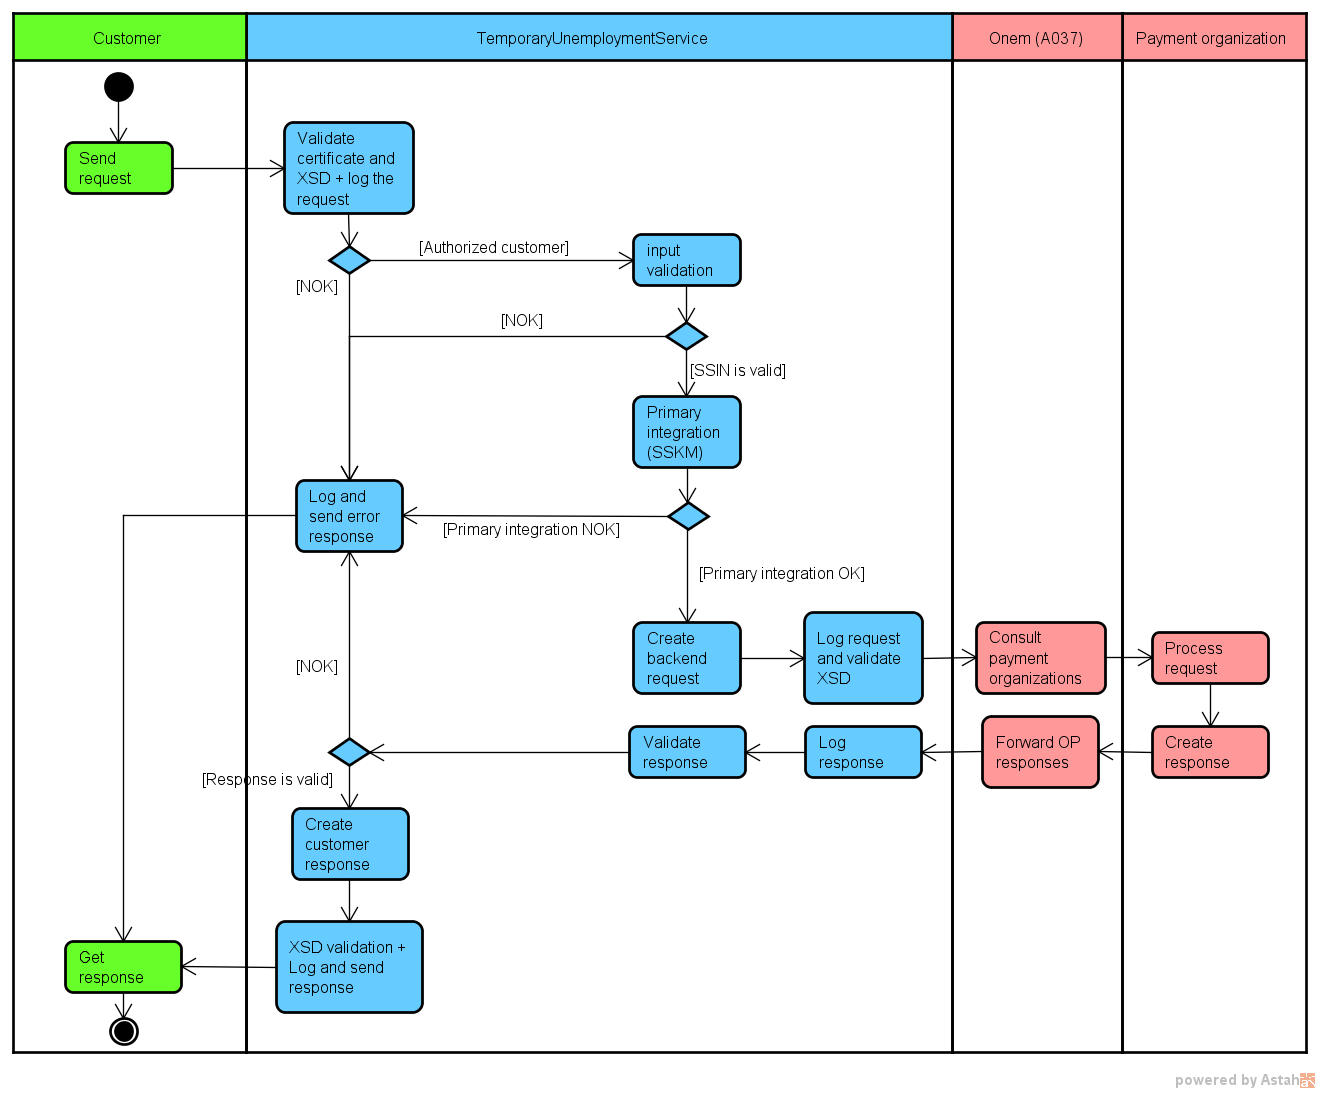 Customer
TemporaryUnemploymentService
Onem (A037)
Payment organization
Send
request
Validate
certificate and
XSD + log the
request
[Authorized customer]
[NOK]
input
validation
[NOK]
[SSIN is valid]
Primary
integration
(SSKM)
Log and
send error
response
[Primary integration NOK]
[Primary integration OK]
Create
backend
request
Log request
and validate
XSD
Consult
payment
organizations
Process
request
[NOK]
Validate
response
Log
response
Forward OP
responses
Create
response
[Response is valid]
Create
customer
response
XSD validation +
Log and send
response
Get
response
powered by Astah